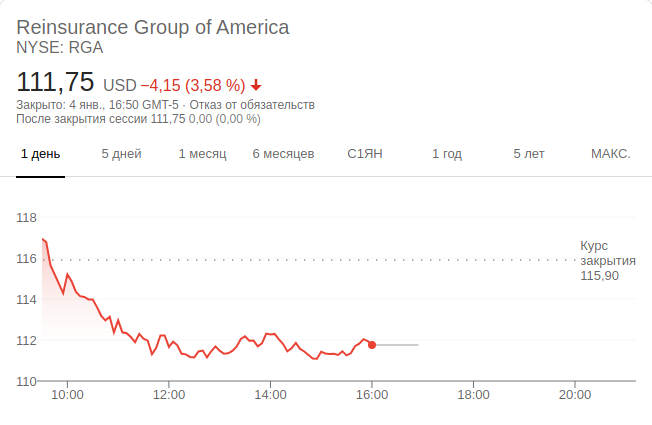 Reinsurance Group of America
NYSE: RGA
111,75 USD −4,15 (3,58 %)
Закрыто: 4 янв., 16:50 GMT-5 · Отказ от обязательств
После закрытия сессии 111,75 0,00 (0,00 %)
1 день 5 дней 1 месяц 6 месяцев С1ЯН 1 год 5 лет МАКС.
118
Курс
116
закрытия
115,90
114
112
110
10:00 12:00 14:00 16:00 18:00 20:00